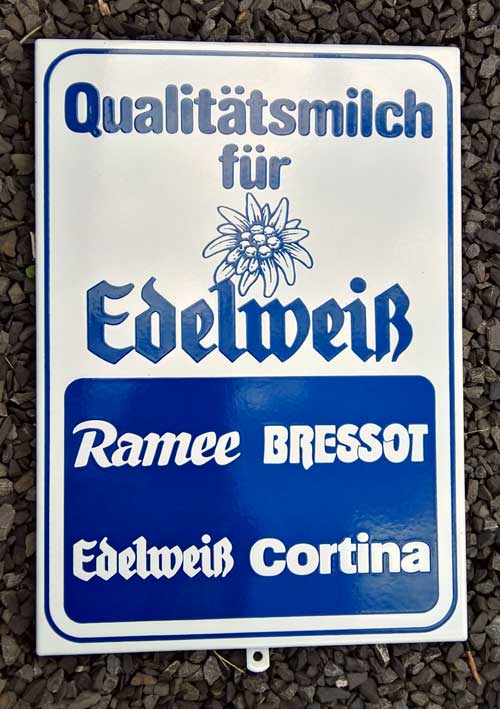 Qualitätsmilch
für
Edelweiß
Ramee BRESSOT
Edelweiß Cortina